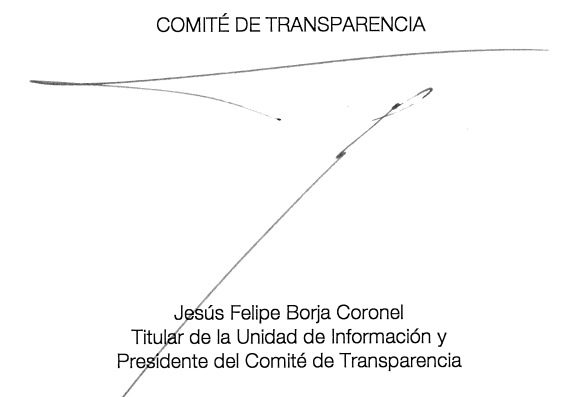 COMITÉ DE TRANSPARENCIA
Jesús Felipe Borja Coronel
Titular de la Unidad de Información y
Presidente del Comité de Transparencia